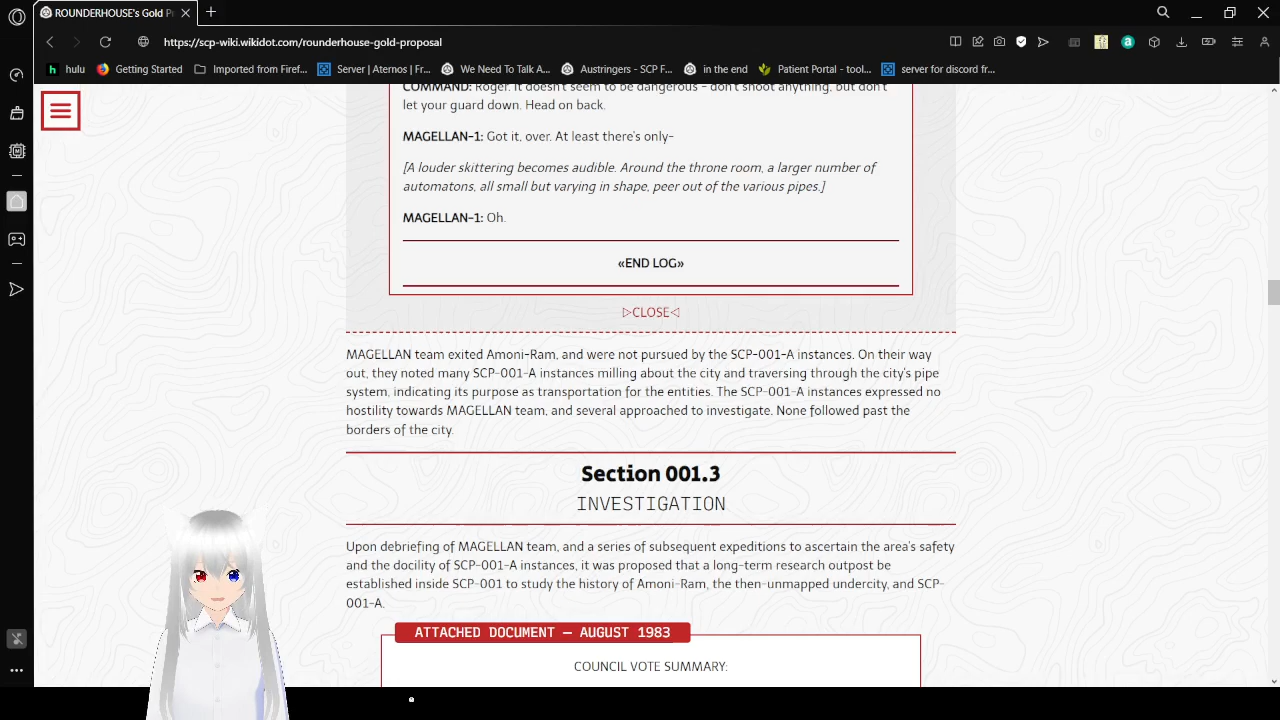 ROUNDERHOUSE's Gold Pr
https://scp-wiki.wikidot.com/rounderhouse-gold-proposal
hulu
Getting Started
Imported from Firef...
Server | Aternos | Fr...
We Need To Talk A...
Austringers - SCP F...
in the end
Patient Portal - tool...
server for discord fr...
COMMAND: Roger. It doesn't seem to be dangerous – don't shoot anything, but don't
let your guard down. Head on back.
MAGELLAN-1: Got it, over. At least there's only–
[A louder skittering becomes audible. Around the throne room, a larger number of
automatons, all small but varying in shape, peer out of the various pipes.]
MAGELLAN-1: Oh.
«END LOG»
▷CLOSE◁
MAGELLAN team exited Amoni-Ram, and were not pursued by the SCP-001-A instances. On their way
out, they noted many SCP-001-A instances milling about the city and traversing through the city's pipe
system, indicating its purpose as transportation for the entities. The SCP-001-A instances expressed no
hostility towards MAGELLAN team, and several approached to investigate. None followed past the
borders of the city.
Section 001.3
INVESTIGATION
Upon debriefing of MAGELLAN team, and a series of subsequent expeditions to ascertain the area's safety
and the docility of SCP-001-A instances, it was proposed that a long-term research outpost be
established inside SCP-001 to study the history of Amoni-Ram, the then-unmapped undercity, and SCP-
001-A.
ATTACHED DOCUMENT — AUGUST 1983
COUNCIL VOTE SUMMARY: